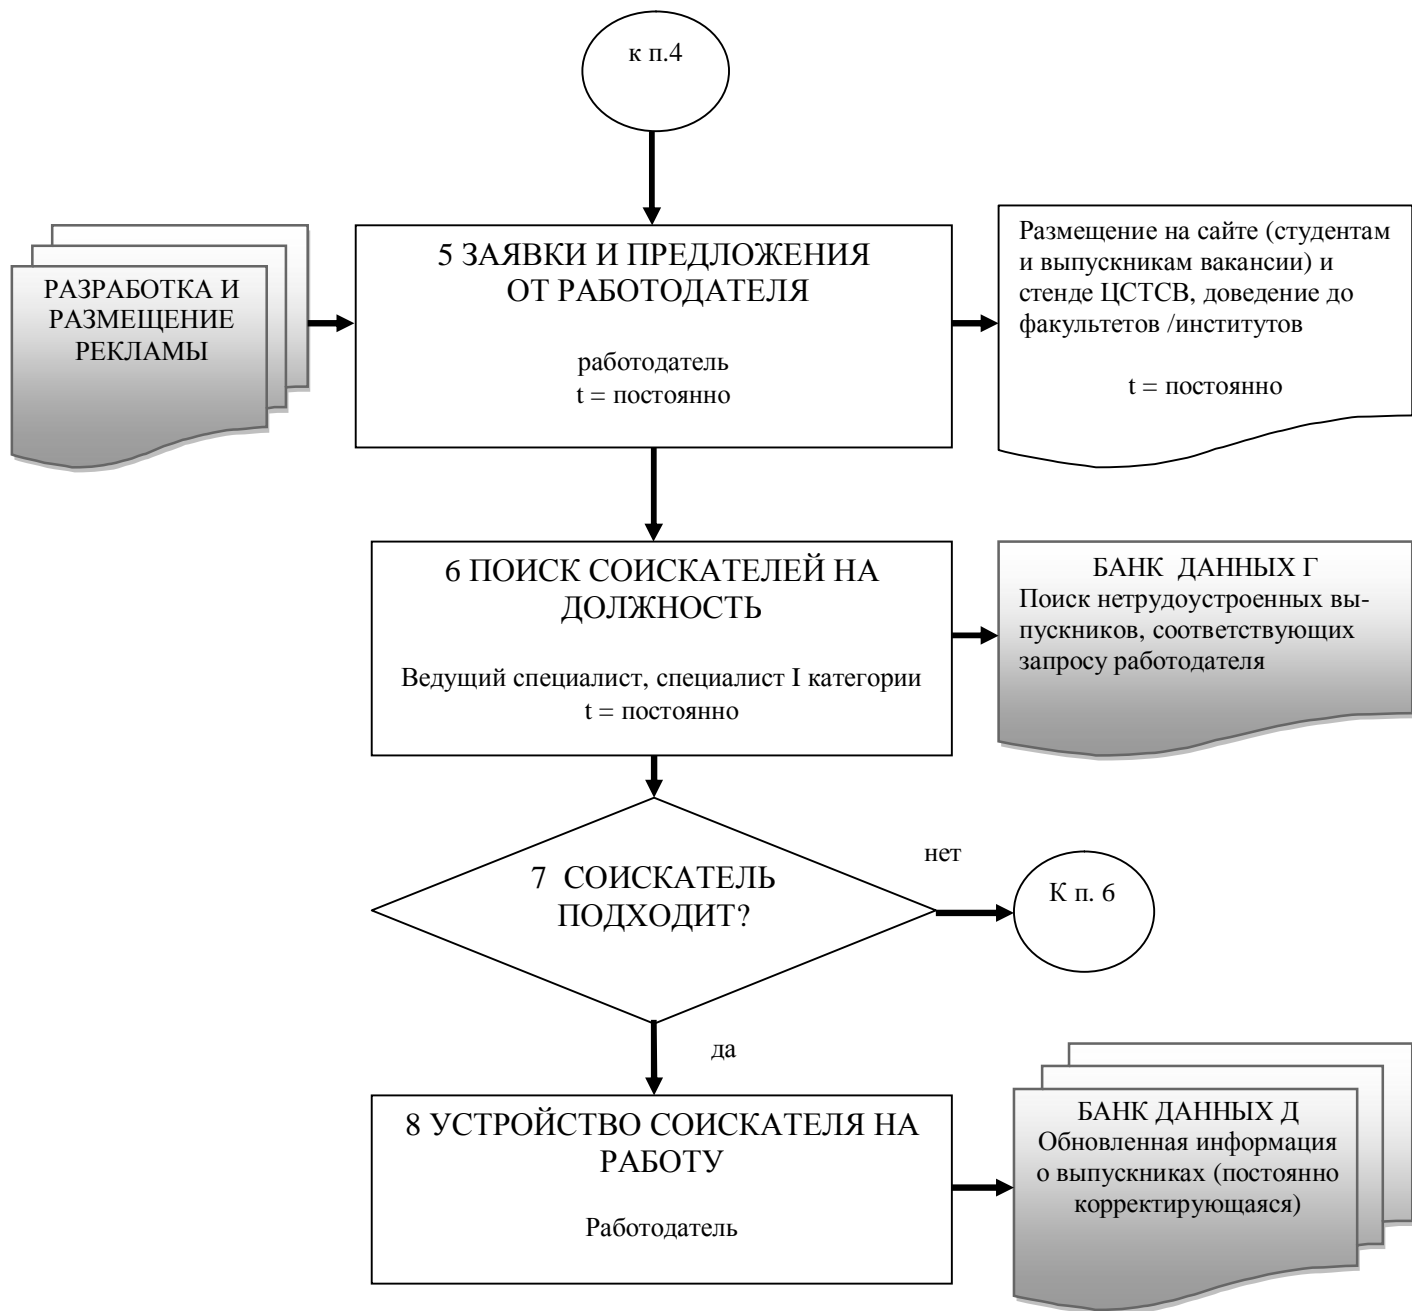 к п.4
РАЗРАБОТКА И
РАЗМЕЩЕНИЕ
РЕКЛАМЫ
5 ЗАЯВКИ И ПРЕДЛОЖЕНИЯ
ОТ РАБОТОДАТЕЛЯ
работодатель
t = постоянно
Размещение на сайте (студентам
и выпускникам вакансии) и
стенде ЦСТСВ, доведение до
факультетов /институтов
t = постоянно
6 ПОИСК СОИСКАТЕЛЕЙ НА
ДОЛЖНОСТЬ
Ведущий специалист, специалист I категории
t = постоянно
БАНК ДАННЫХ Г
Поиск нетрудоустроенных вы-
пускников, соответствующих
запросу работодателя
7 СОИСКАТЕЛЬ
ПОДХОДИТ?
нет
К п. 6
да
8 УСТРОЙСТВО СОИСКАТЕЛЯ НА
РАБОТУ
Работодатель
БАНК ДАННЫХ Д
Обновленная информация
о выпускниках (постоянно
корректирующаяся)